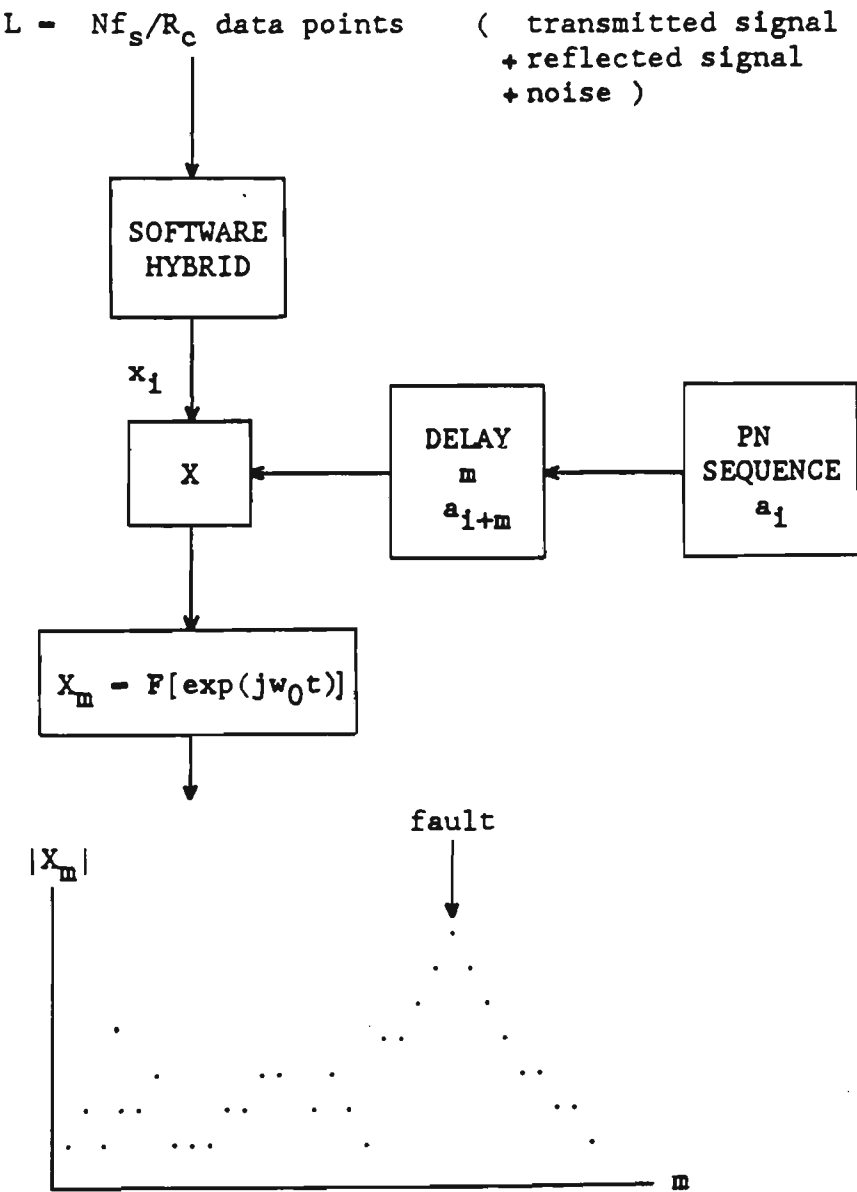 L = Nf_s/R_c data points ( transmitted signal
+ reflected signal
+ noise )
SOFTWARE
HYBRID
x_i
X
DELAY
m
a_{i+m}
PN
SEQUENCE
a_i
X_m = F[exp(jw_0t)]
fault
|X_m|
m